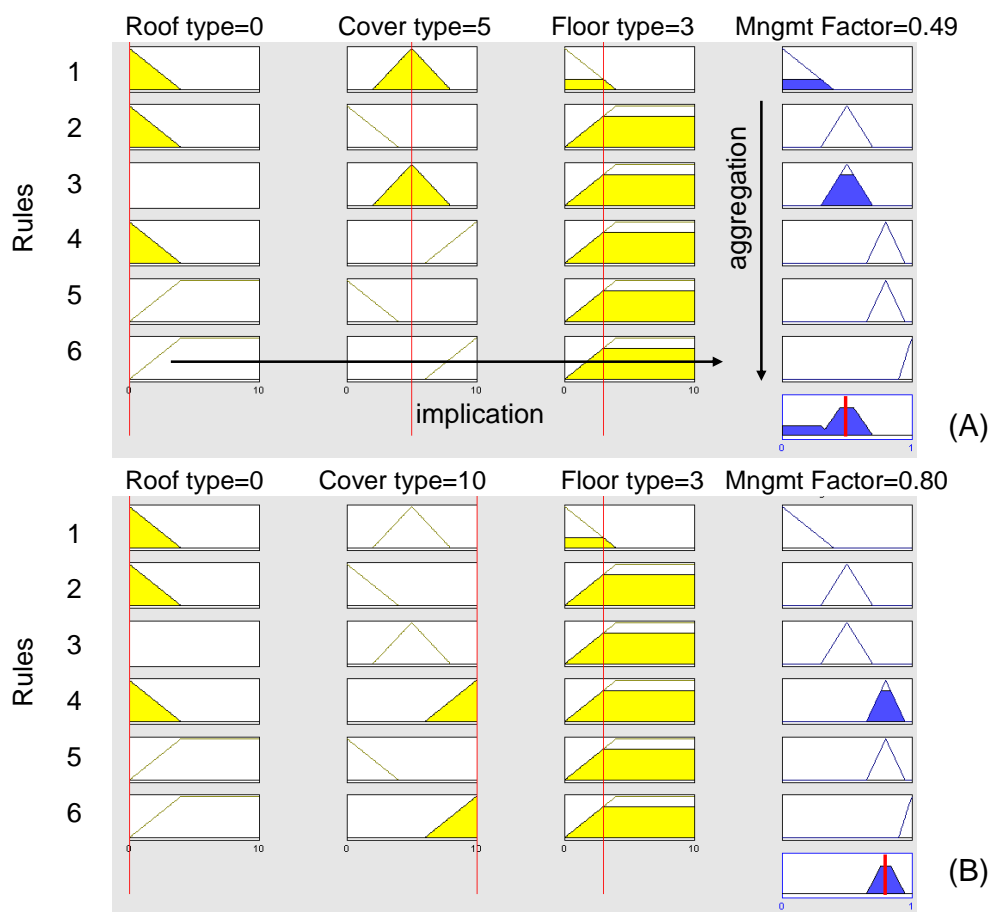 Roof type=0 Cover type=5 Floor type=3 Mngmt Factor=0.49
1
2
3
4
5
6
Rules
aggregation
0 10 0 10 0 10
implication
0 1
(A)
Roof type=0 Cover type=10 Floor type=3 Mngmt Factor=0.80
1
2
3
4
5
6
Rules
0 10 0 10 0 10
0 1
(B)